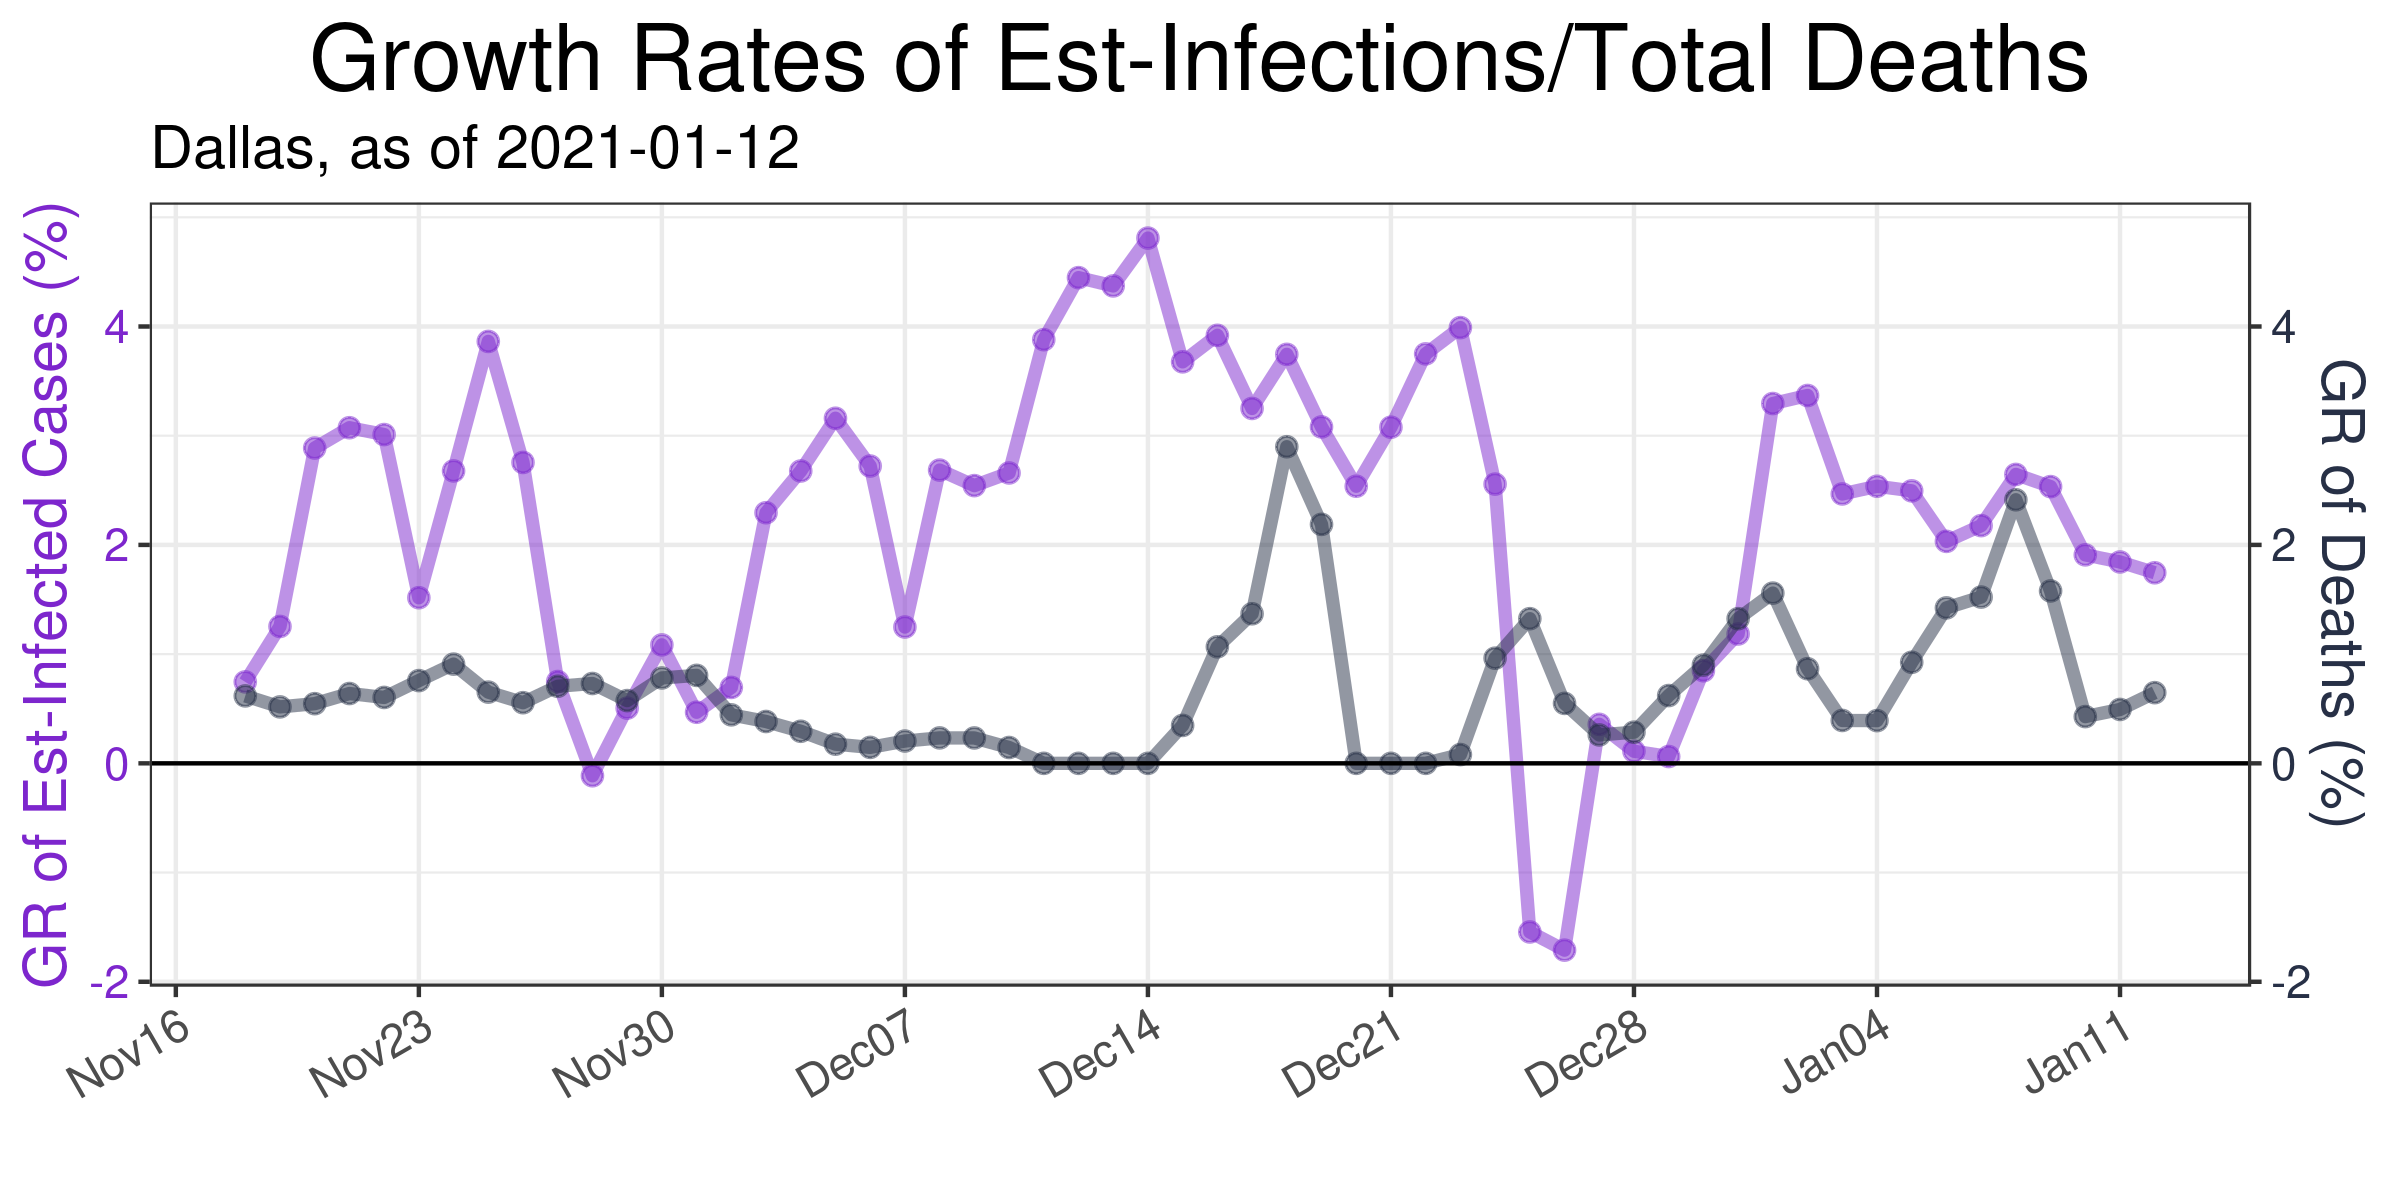 Growth Rates of Est-Infections/Total Deaths
Dallas, as of 2021-01-12
GR of Est-Infected Cases (%)
4
2
0
-2
4
2
0
-2
GR of Deaths (%)
Nov16
Nov23
Nov30
Dec07
Dec14
Dec21
Dec28
Jan04
Jan11